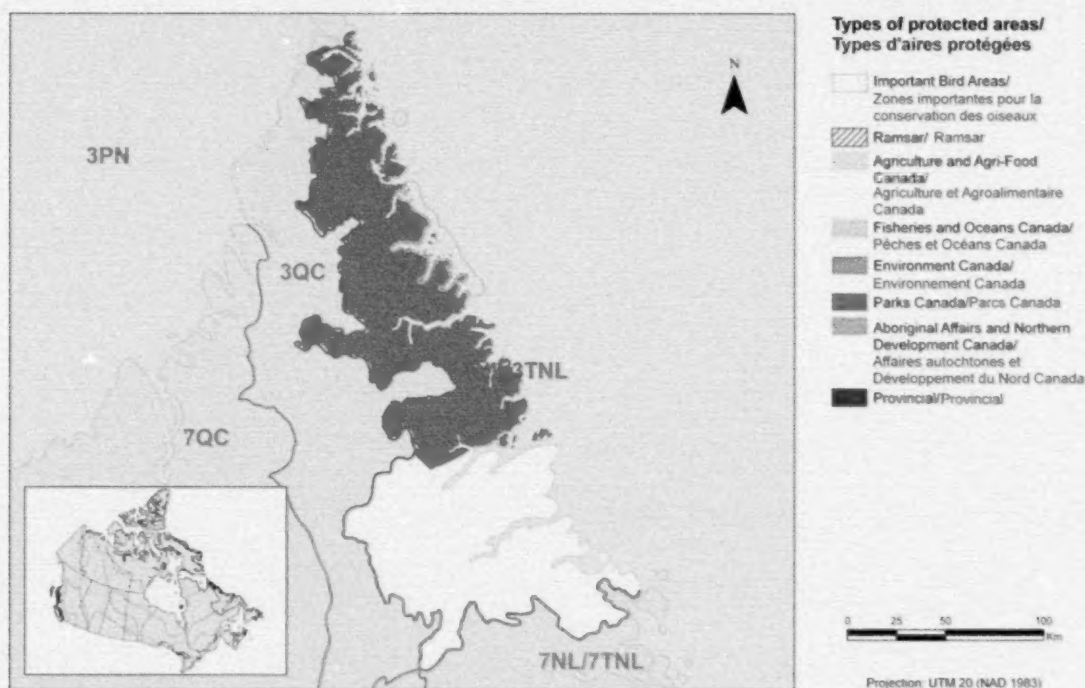 3PN
3QC
3TNL
7QC
7NL/7TNL
N
Types of protected areas/
Types d'aires protégées
Important Bird Areas/
Zones importantes pour la
conservation des oiseaux
Ramsar/ Ramsar
Agriculture and Agri-Food
Canada/
Agriculture et Agroalimentaire
Canada
Fisheries and Oceans Canada/
Pêches et Océans Canada
Environment Canada/
Environnement Canada
Parks Canada/Parcs Canada
Aboriginal Affairs and Northern
Development Canada/
Affaires autochtones et
Développement du Nord Canada
Provincial/Provincial
0 25 50 100
Km
Projection: UTM 20 (NAD 1983)